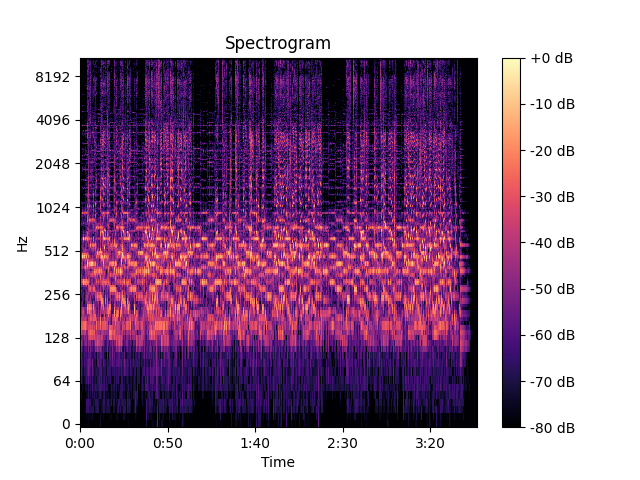 Spectrogram
Hz
8192
4096
2048
1024
512
256
128
64
0
0:00 0:50 1:40 2:30 3:20
Time
+0 dB
-10 dB
-20 dB
-30 dB
-40 dB
-50 dB
-60 dB
-70 dB
-80 dB